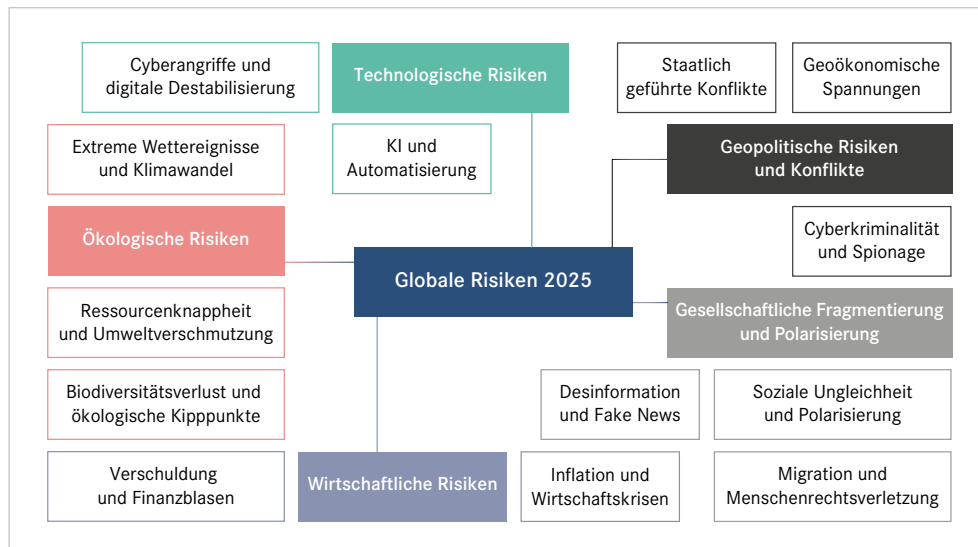 Cyberangriffe und
digitale Destabilisierung
Technologische Risiken
Staatlich
geführte Konflikte
Geoökonomische
Spannungen
Extreme Wettereignisse
und Klimawandel
KI und
Automatisierung
Geopolitische Risiken
und Konflikte
Ökologische Risiken
Cyberkriminalität
und Spionage
Globale Risiken 2025
Ressourcenknappheit
und Umweltverschmutzung
Gesellschaftliche Fragmentierung
und Polarisierung
Biodiversitätsverlust und
ökologische Kipppunkte
Desinformation
und Fake News
Soziale Ungleichheit
und Polarisierung
Verschuldung
und Finanzblasen
Wirtschaftliche Risiken
Inflation und
Wirtschaftskrisen
Migration und
Menschenrechtsverletzung